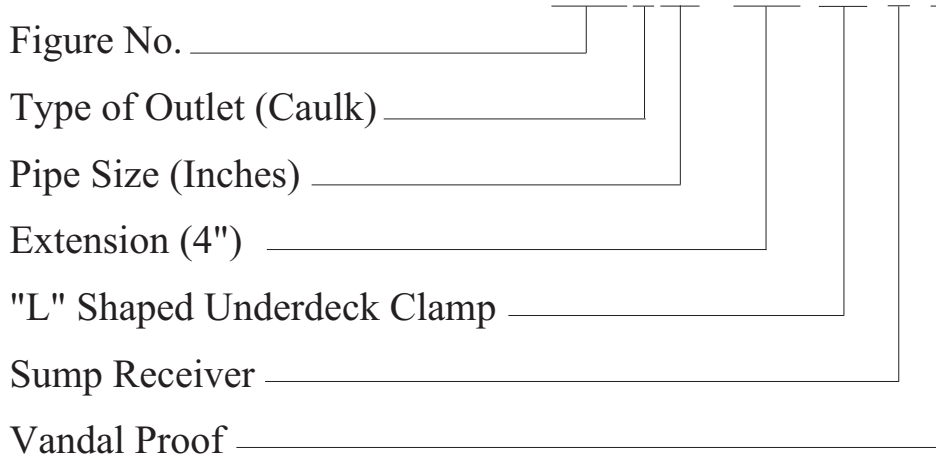 Figure No.
Type of Outlet (Caulk)
Pipe Size (Inches)
Extension (4")
"L" Shaped Underdeck Clamp
Sump Receiver
Vandal Proof